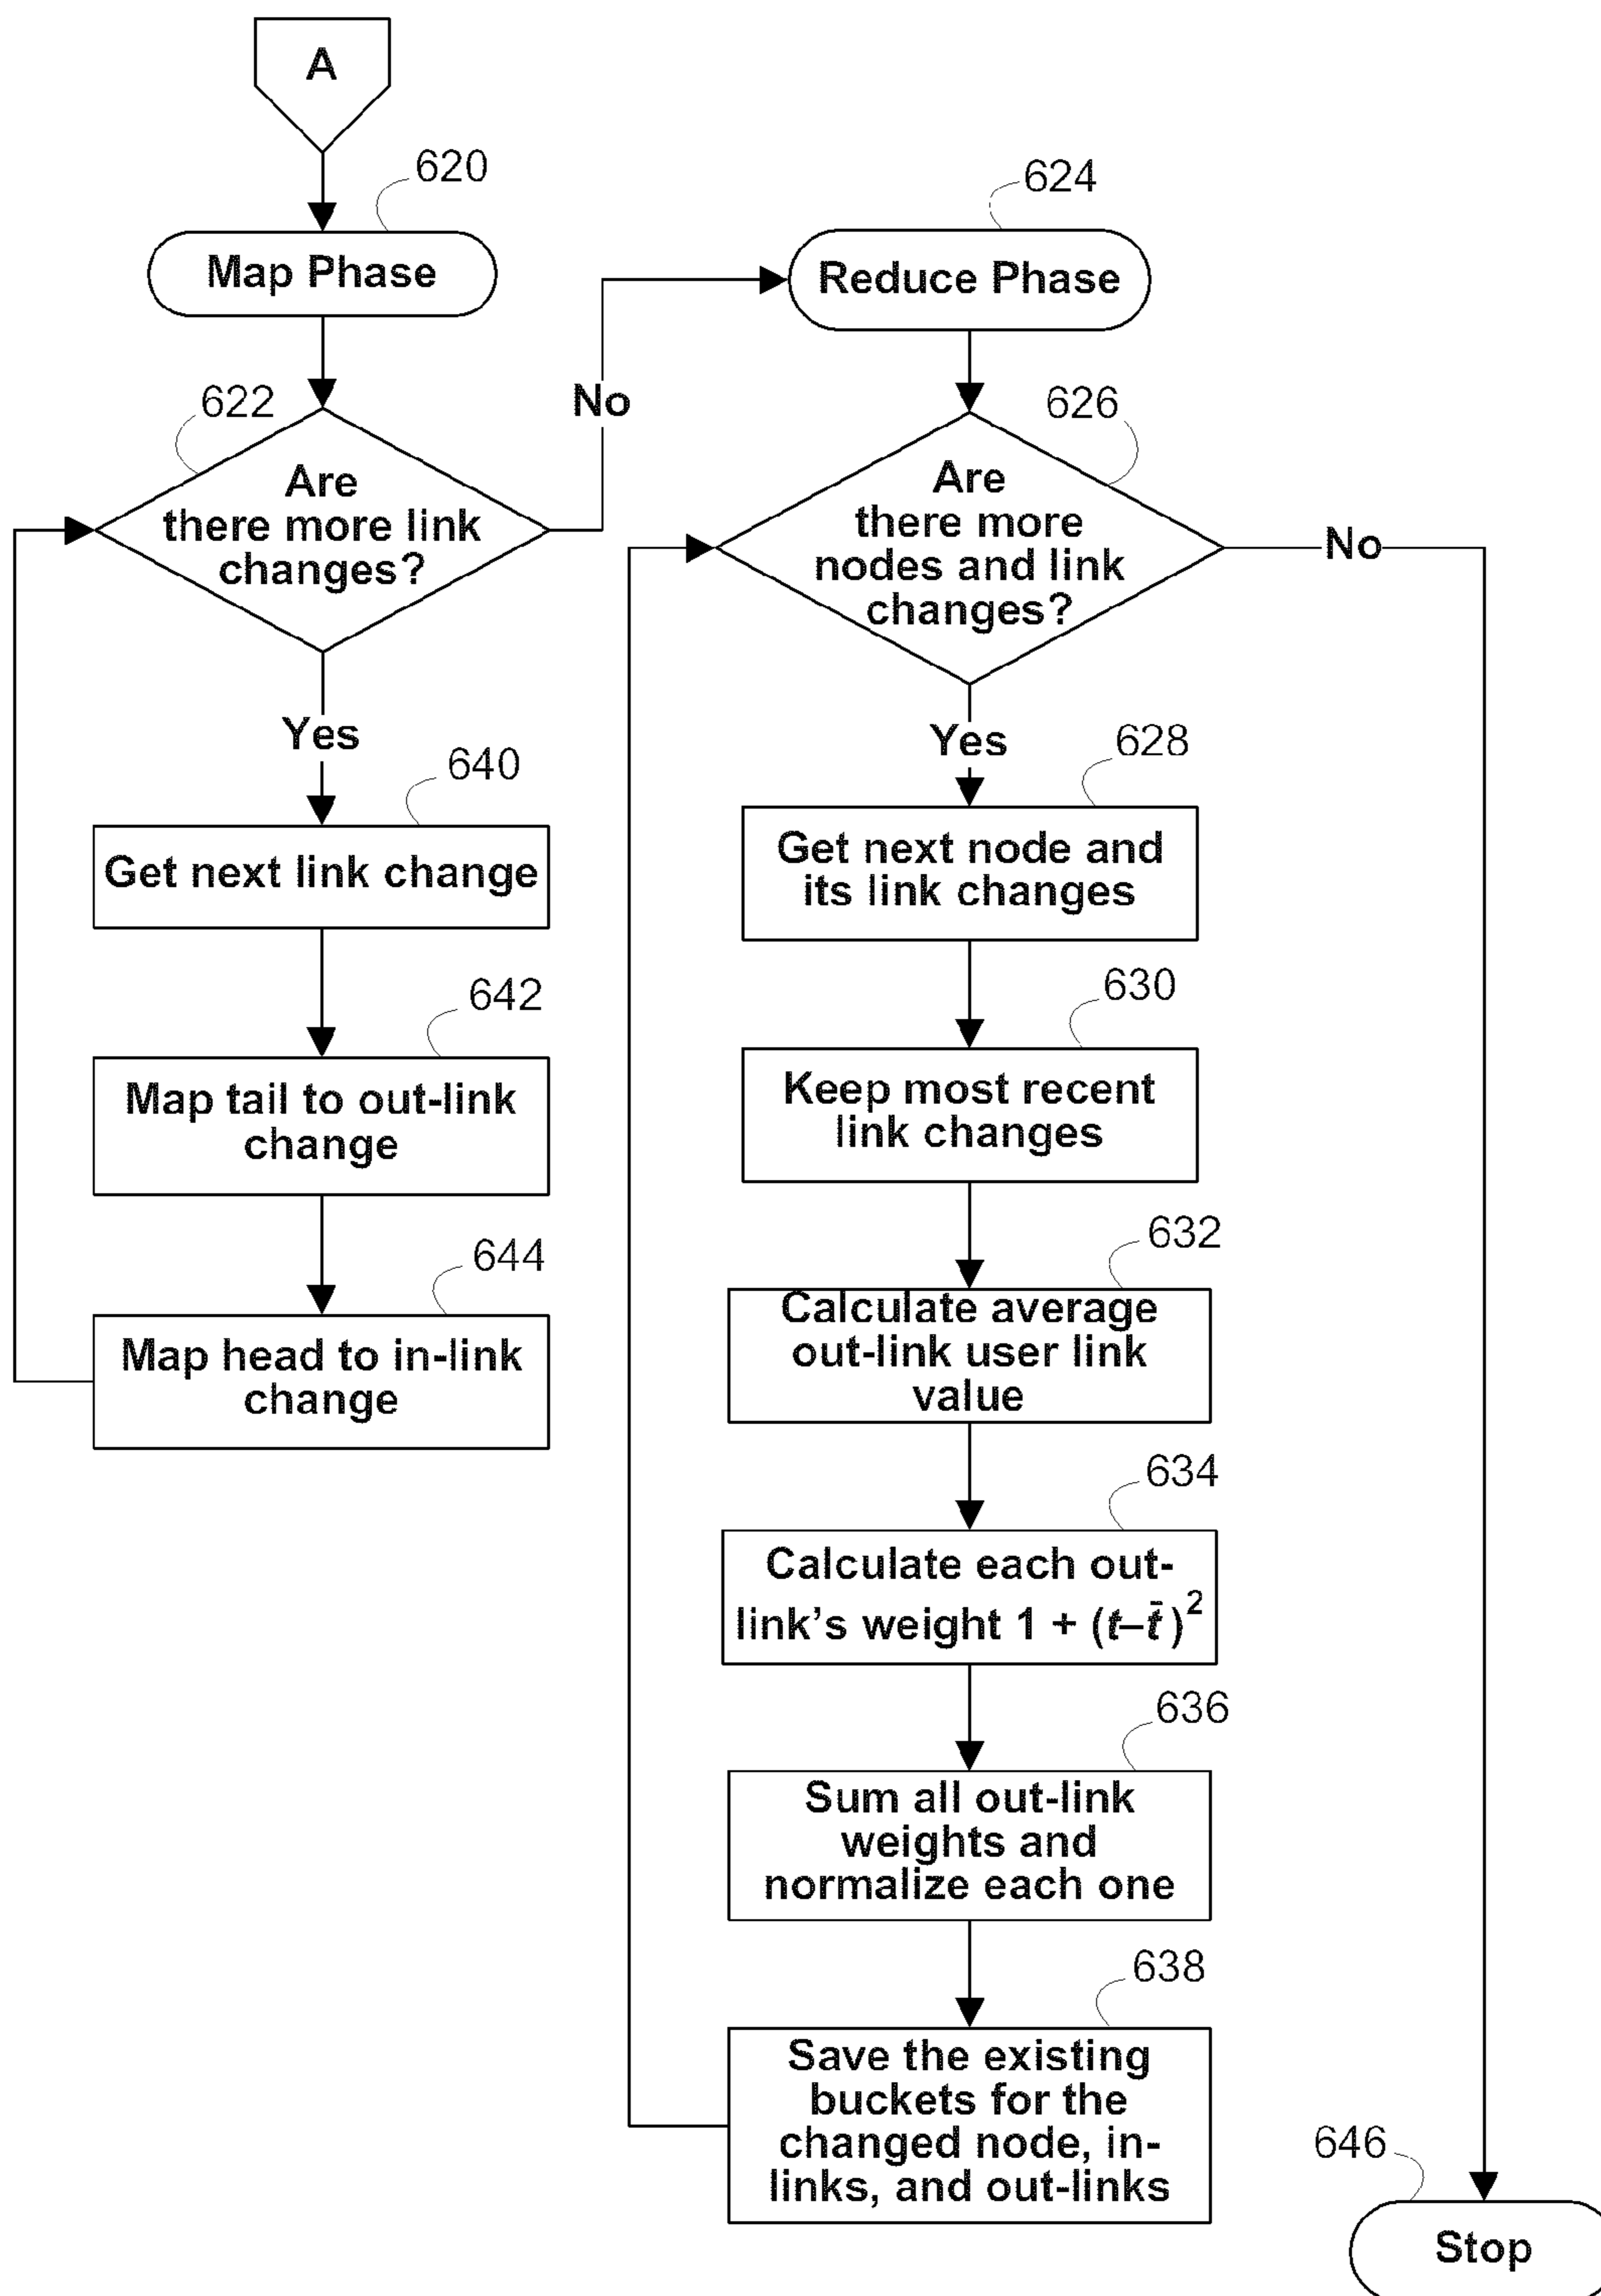 A
620
Map Phase
622
Are
there more link
changes?
No
Yes
640
Get next link change
642
Map tail to out-link
change
644
Map head to in-link
change
624
Reduce Phase
626
Are
there more
nodes and link
changes?
No
Yes
628
Get next node and
its link changes
630
Keep most recent
link changes
632
Calculate average
out-link user link
value
634
Calculate each out-
link's weight 1 + (t–t̄)²
636
Sum all out-link
weights and
normalize each one
638
Save the existing
buckets for the
changed node, in-
links, and out-links
646
Stop